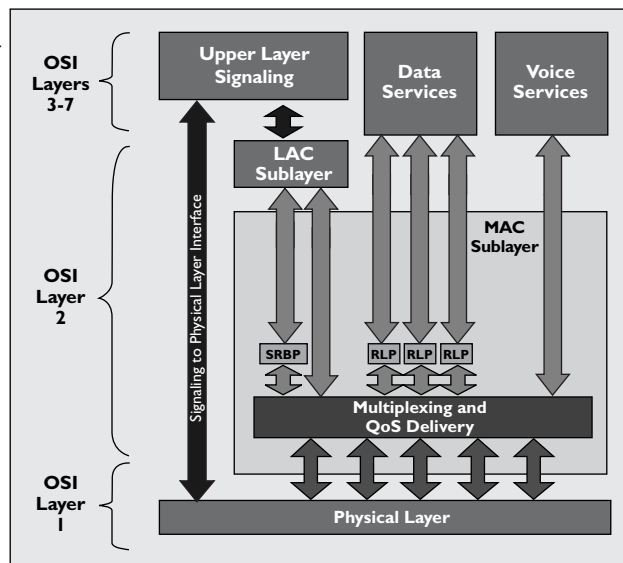 OSI
Layers
3-7
Upper Layer
Signaling
Data
Services
Voice
Services
LAC
Sublayer
MAC
Sublayer
OSI
Layer
2
Signaling to Physical Layer Interface
SRBP
RLP
RLP
RLP
Multiplexing and
QoS Delivery
OSI
Layer
1
Physical Layer